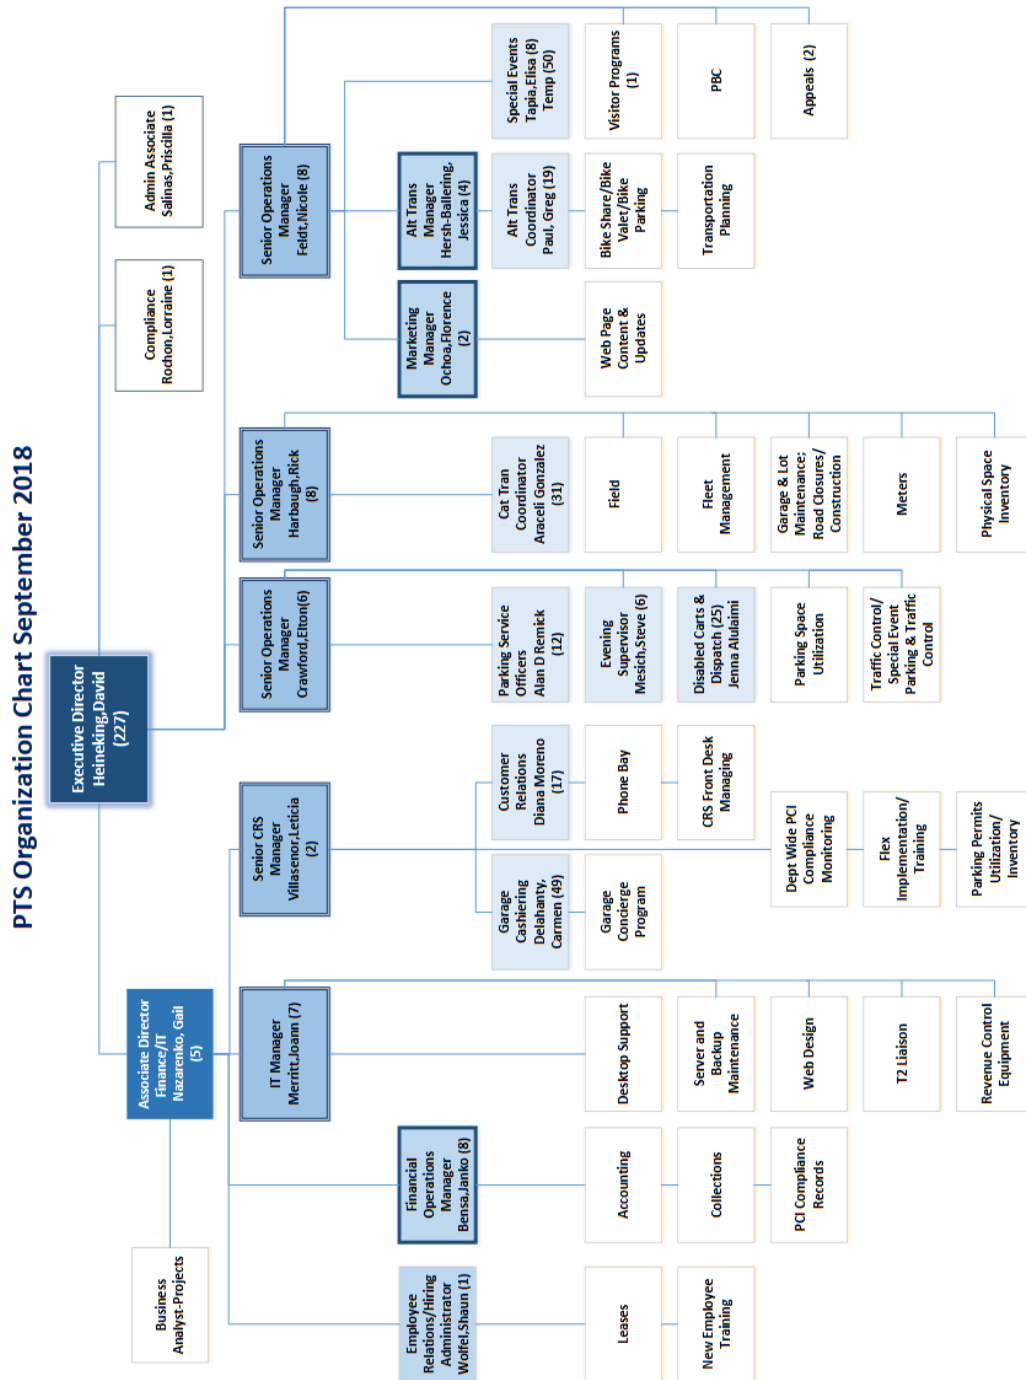 PTS Organization Chart September 2018
Executive Director
Heineking,David
(227)
Associate Director
Finance/IT
Nazarenko, Gail
(5)
Compliance
Rochon,Lorraine (1)
Admin Associate
Salinas,Priscilla (1)
Business
Analyst-Projects
IT Manager
Merritt,Joann (7)
Senior CRS
Manager
Villasenor,Leticia
(2)
Senior Operations
Manager
Crawford,Elton(6)
Senior Operations
Manager
Harbaugh,Rick
(8)
Senior Operations
Manager
Feldt,Nicole (8)
Employee
Relations/Hiring
Administrator
Wolfel,Shaun (1)
Financial
Operations
Manager
Bensa,Janko (8)
Marketing
Manager
Ochoa,Florence
(2)
Alt Trans
Manager
Hersh-Ballering,
Jessica (4)
Garage
Cashiering
Delahanty,
Carmen (49)
Customer
Relations
Diana Moreno
(17)
Parking Service
Officers
Alan D Remick
(12)
Cat Tran
Coordinator
Araceli Gonzalez
(31)
Alt Trans
Coordinator
Paul, Greg (19)
Special Events
Tapia,Elisa (8)
Temp (50)
Leases
Accounting
Desktop Support
Garage
Concierge
Program
Phone Bay
Evening
Supervisor
Mesich,Steve (6)
Field
Web Page
Content &
Updates
Bike Share/Bike
Valet/Bike
Parking
Visitor Programs
(1)
New Employee
Training
Collections
Server and
Backup
Maintenance
CRS Front Desk
Managing
Disabled Carts &
Dispatch (25)
Jenna Alulaimi
Fleet
Management
Transportation
Planning
PBC
PCI Compliance
Records
Web Design
Dept Wide PCI
Compliance
Monitoring
Parking Space
Utilization
Garage & Lot
Maintenance;
Road Closures/
Construction
Appeals (2)
T2 Liaison
Flex
Implementation/
Training
Traffic Control/
Special Event
Parking & Traffic
Control
Meters
Revenue Control
Equipment
Parking Permits
Utilization/
Inventory
Physical Space
Inventory